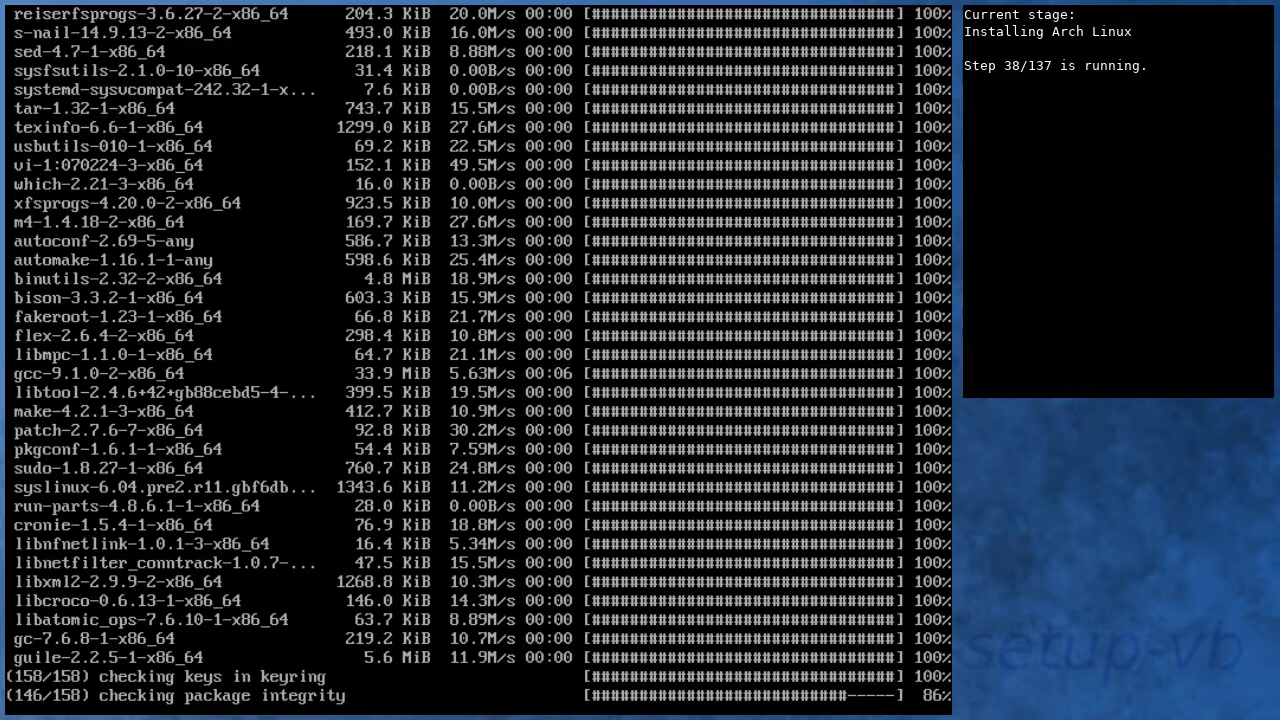 reiserfsprogs-3.6.27-2-x86_64 204.3 KiB 20.0M/s 00:00 [################################] 100%
s-nail-14.9.13-2-x86_64 493.0 KiB 16.0M/s 00:00 [################################] 100%
sed-4.7-1-x86_64 218.1 KiB 8.88M/s 00:00 [################################] 100%
sysfsutils-2.1.0-10-x86_64 31.4 KiB 0.00B/s 00:00 [################################] 100%
systemd-sysvcompat-242.32-1-x... 7.6 KiB 0.00B/s 00:00 [################################] 100%
tar-1.32-1-x86_64 743.7 KiB 15.5M/s 00:00 [################################] 100%
texinfo-6.6-1-x86_64 1299.0 KiB 27.6M/s 00:00 [################################] 100%
usbutils-010-1-x86_64 69.2 KiB 22.5M/s 00:00 [################################] 100%
vi-1:070224-3-x86_64 152.1 KiB 49.5M/s 00:00 [################################] 100%
which-2.21-3-x86_64 16.0 KiB 0.00B/s 00:00 [################################] 100%
xfsprogs-4.20.0-2-x86_64 923.5 KiB 10.0M/s 00:00 [################################] 100%
m4-1.4.18-2-x86_64 169.7 KiB 27.6M/s 00:00 [################################] 100%
autoconf-2.69-5-any 586.7 KiB 13.3M/s 00:00 [################################] 100%
automake-1.16.1-1-any 598.6 KiB 25.4M/s 00:00 [################################] 100%
binutils-2.32-2-x86_64 4.8 MiB 18.9M/s 00:00 [################################] 100%
bison-3.3.2-1-x86_64 603.3 KiB 15.9M/s 00:00 [################################] 100%
fakeroot-1.23-1-x86_64 66.8 KiB 21.7M/s 00:00 [################################] 100%
flex-2.6.4-2-x86_64 298.4 KiB 10.8M/s 00:00 [################################] 100%
libmpc-1.1.0-1-x86_64 64.7 KiB 21.1M/s 00:00 [################################] 100%
gcc-9.1.0-2-x86_64 33.9 MiB 5.63M/s 00:06 [################################] 100%
libtool-2.4.6+42+gb88cebd5-4-... 399.5 KiB 19.5M/s 00:00 [################################] 100%
make-4.2.1-3-x86_64 412.7 KiB 10.9M/s 00:00 [################################] 100%
patch-2.7.6-7-x86_64 92.8 KiB 30.2M/s 00:00 [################################] 100%
pkgconf-1.6.1-1-x86_64 54.4 KiB 7.59M/s 00:00 [################################] 100%
sudo-1.8.27-1-x86_64 760.7 KiB 24.8M/s 00:00 [################################] 100%
syslinux-6.04.pre2.r11.gbf6db... 1343.6 KiB 11.2M/s 00:00 [################################] 100%
run-parts-4.8.6.1-1-x86_64 28.0 KiB 0.00B/s 00:00 [################################] 100%
cronie-1.5.4-1-x86_64 76.9 KiB 18.8M/s 00:00 [################################] 100%
libnfnetlink-1.0.1-3-x86_64 16.4 KiB 5.34M/s 00:00 [################################] 100%
libnetfilter_conntrack-1.0.7-... 47.5 KiB 15.5M/s 00:00 [################################] 100%
libxml2-2.9.9-2-x86_64 1268.8 KiB 10.3M/s 00:00 [################################] 100%
libcroco-0.6.13-1-x86_64 146.0 KiB 14.3M/s 00:00 [################################] 100%
libatomic_ops-7.6.10-1-x86_64 63.7 KiB 8.89M/s 00:00 [################################] 100%
gc-7.6.8-1-x86_64 219.2 KiB 10.7M/s 00:00 [################################] 100%
guile-2.2.5-1-x86_64 5.6 MiB 11.9M/s 00:00 [################################] 100%
(158/158) checking keys in keyring [################################] 100%
(146/158) checking package integrity [###########################-----] 86%
Current stage:
Installing Arch Linux
Step 38/137 is running.
setup-vb